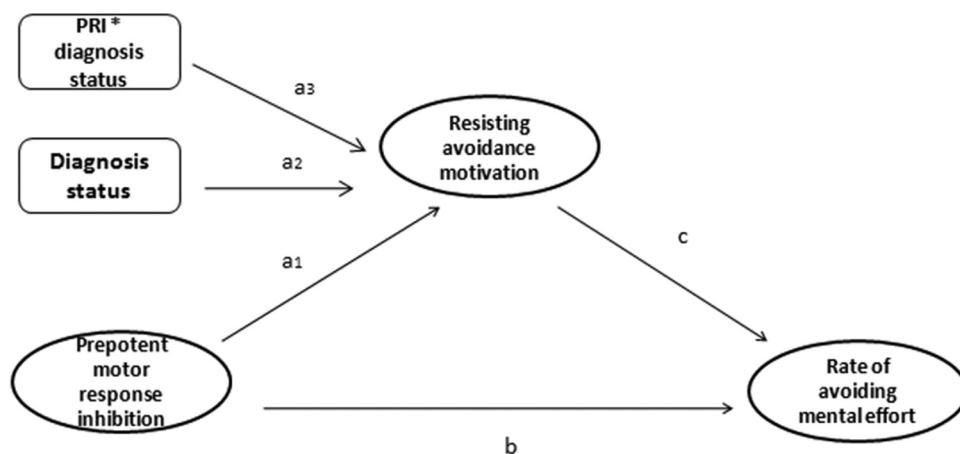 PRI *
diagnosis
status
a3
Resisting
avoidance
motivation
Diagnosis
status
a2
a1
c
Prepotent
motor
response
inhibition
Rate of
avoiding
mental effort
b